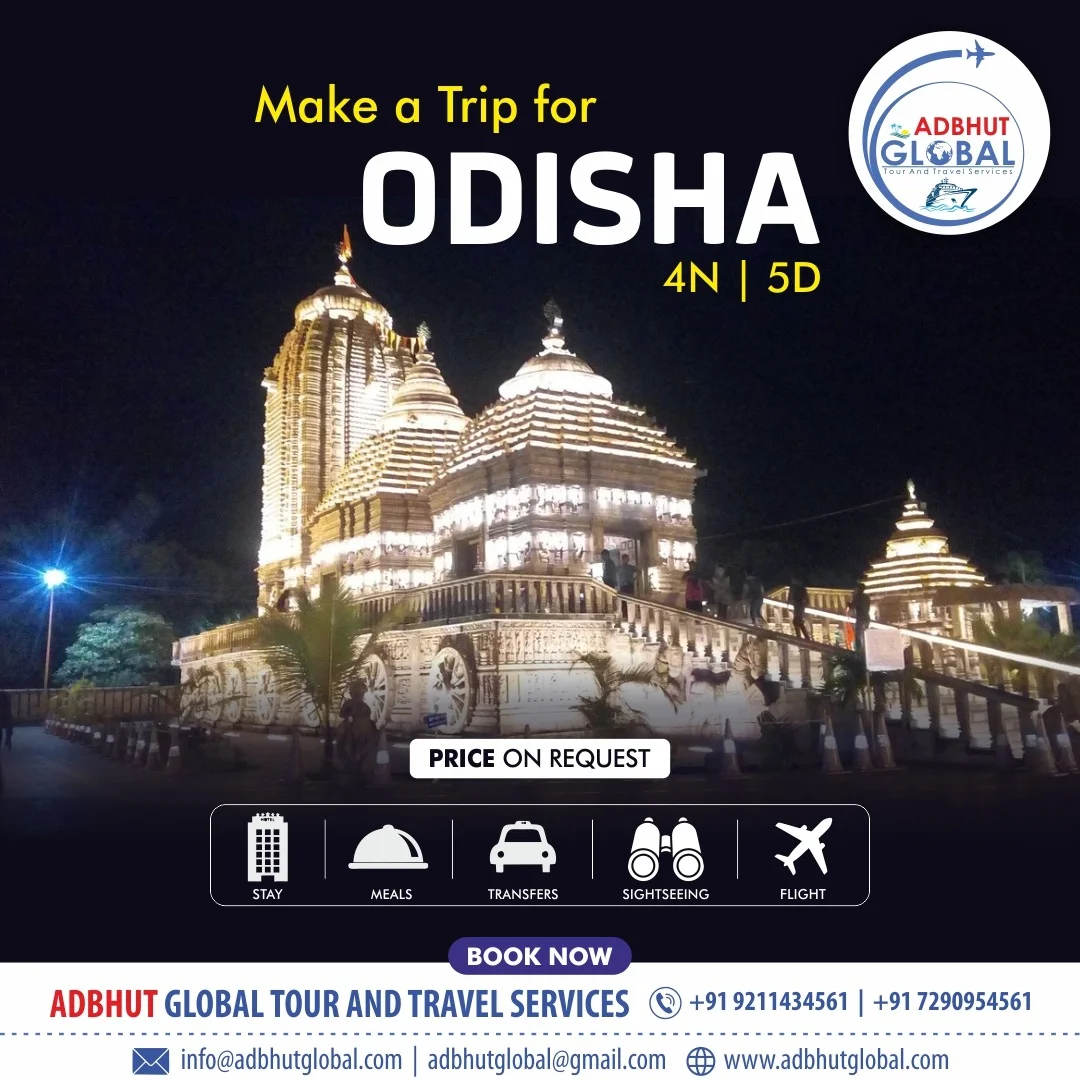 Make a Trip for
ODISHA
4N | 5D
ADBHUT
GLOBAL
Tour And Travel Services
PRICE ON REQUEST
HOTEL
STAY
MEALS
TRANSFERS
SIGHTSEEING
FLIGHT
BOOK NOW
ADBHUT GLOBAL TOUR AND TRAVEL SERVICES
+91 9211434561 | +91 7290954561
info@adbhutglobal.com | adbhutglobal@gmail.com
www.adbhutglobal.com